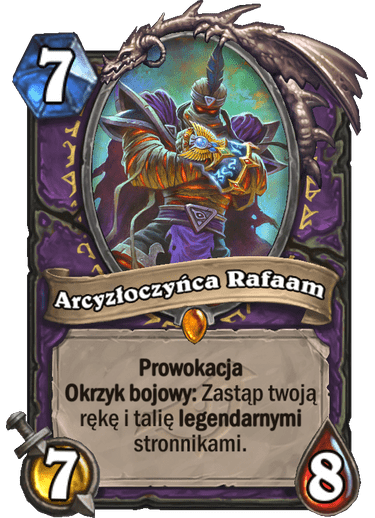 7
Arcyzłoczyńca Rafaam
Prowokacja
Okrzyk bojowy: Zastąp twoją
rękę i talię legendarnymi
stronnikami.
7
8